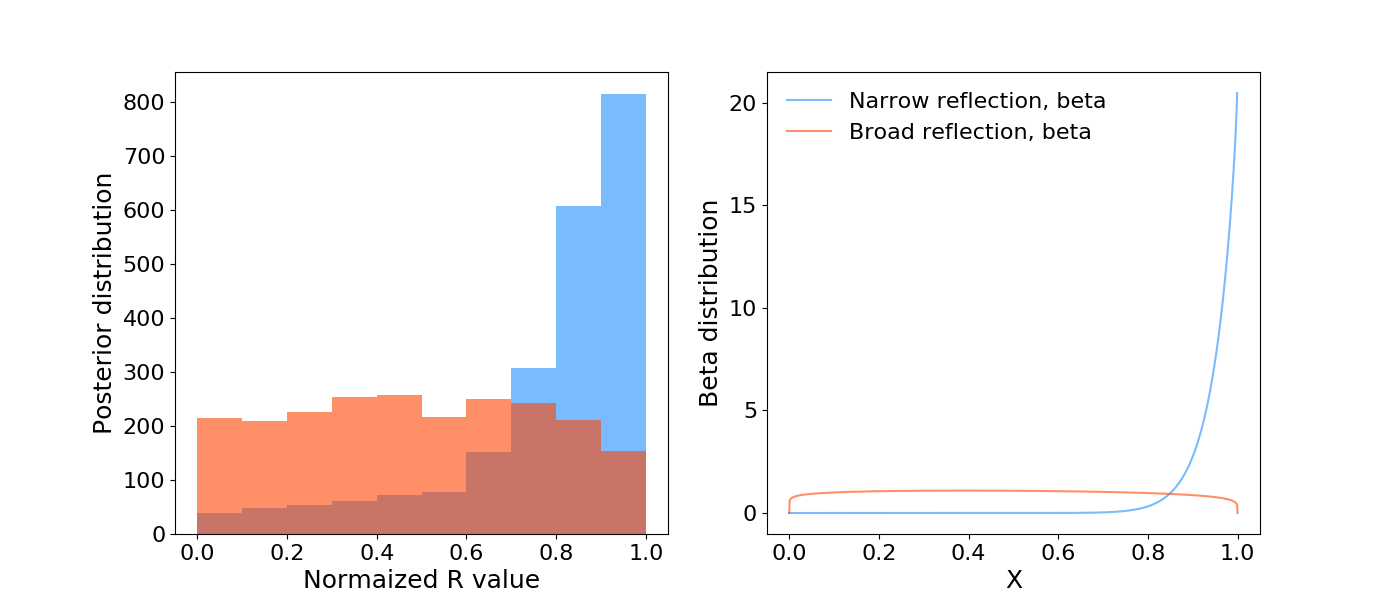 Posterior distribution
800
700
600
500
400
300
200
100
0
0.0 0.2 0.4 0.6 0.8 1.0
Normaized R value
Beta distribution
20
15
10
5
0
Narrow reflection, beta
Broad reflection, beta
0.0 0.2 0.4 0.6 0.8 1.0
X